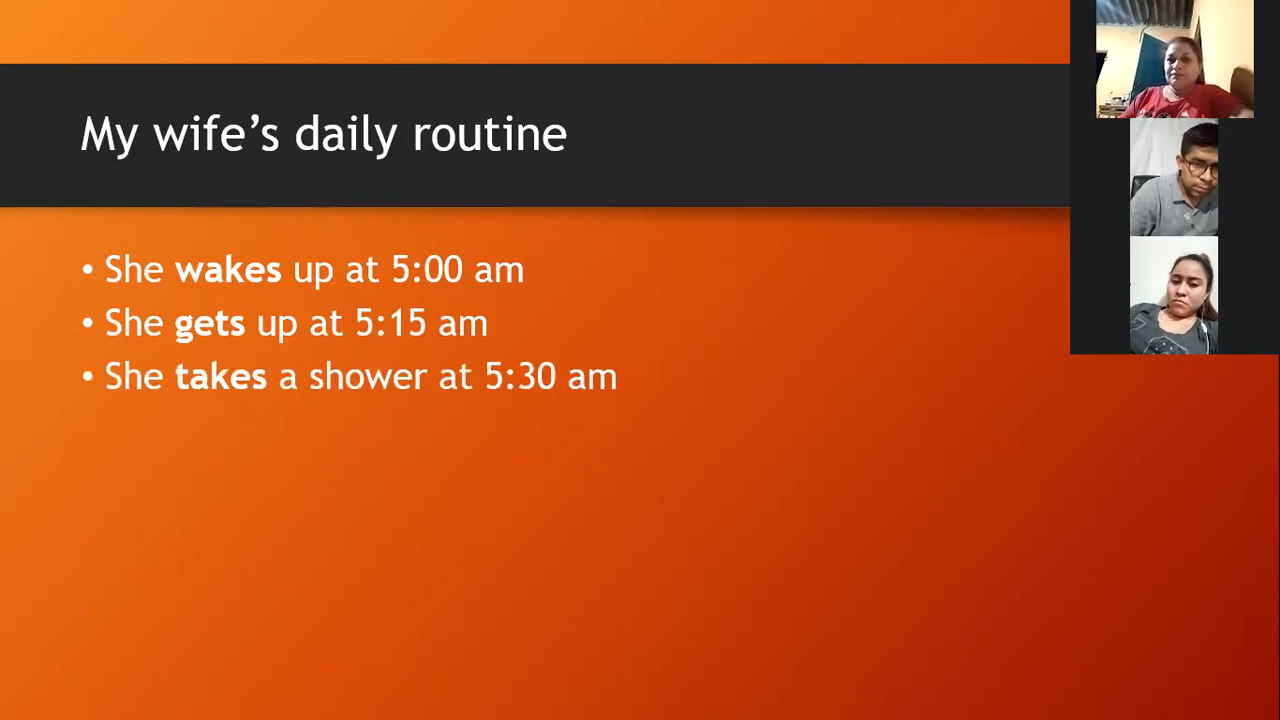 My wife’s daily routine
• She wakes up at 5:00 am
• She gets up at 5:15 am
• She takes a shower at 5:30 am